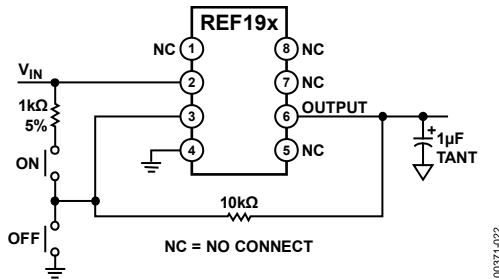 REF19x
NC 1
8 NC
V_IN
2
7 NC
1kΩ
5%
3
6 OUTPUT
1µF
TANT
+
ON
4
5 NC
10kΩ
OFF
NC = NO CONNECT
00371-022